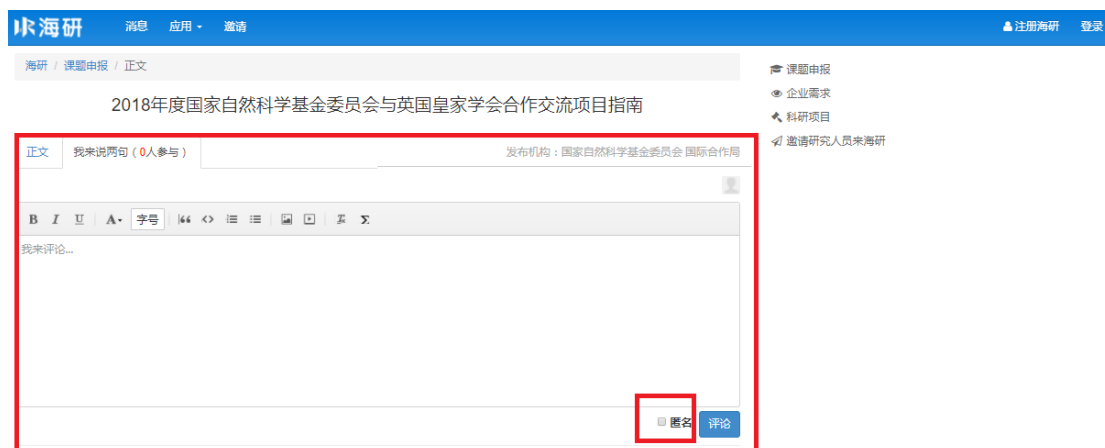 海研 消息 应用 邀请 注册海研 登录
海研 / 课题申报 / 正文
2018年度国家自然科学基金委员会与英国皇家学会合作交流项目指南
正文 我来说两句(0人参与) 发布机构:国家自然科学基金委员会 国际合作局
B I U A 字号
我来评论...
匿名 评论
课题申报
企业需求
科研项目
邀请研究人员来海研